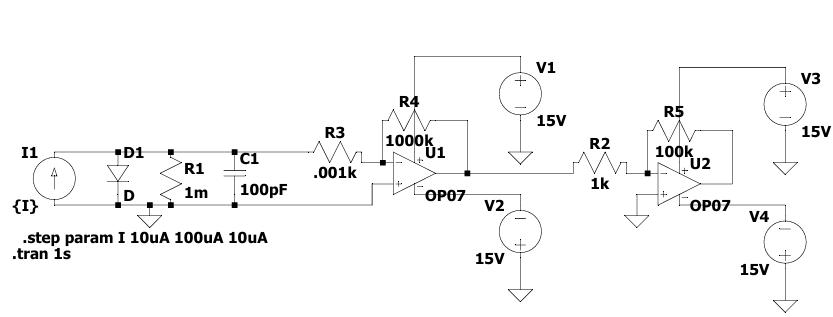 V1
V3
R4
R5
15V
15V
R3
1000k
U1
R2
100k
U2
I1
D1
C1
R1
.001k
1k
100pF
{I}
D
1m
OP07
OP07
V2
V4
.step param I 10uA 100uA 10uA
.tran 1s
15V
15V